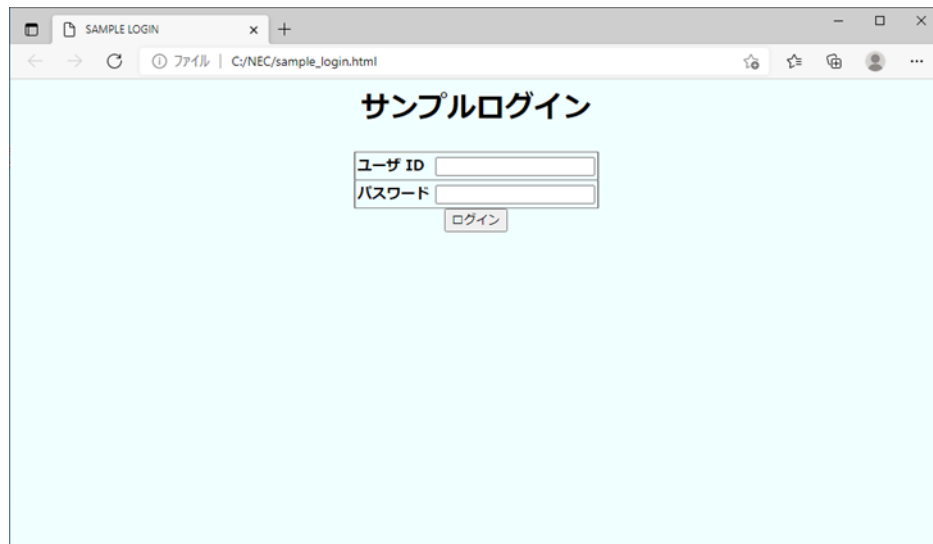 SAMPLE LOGIN
ファイル | C:/NEC/sample_login.html
サンプルログイン
ユーザ ID
パスワード
ログイン